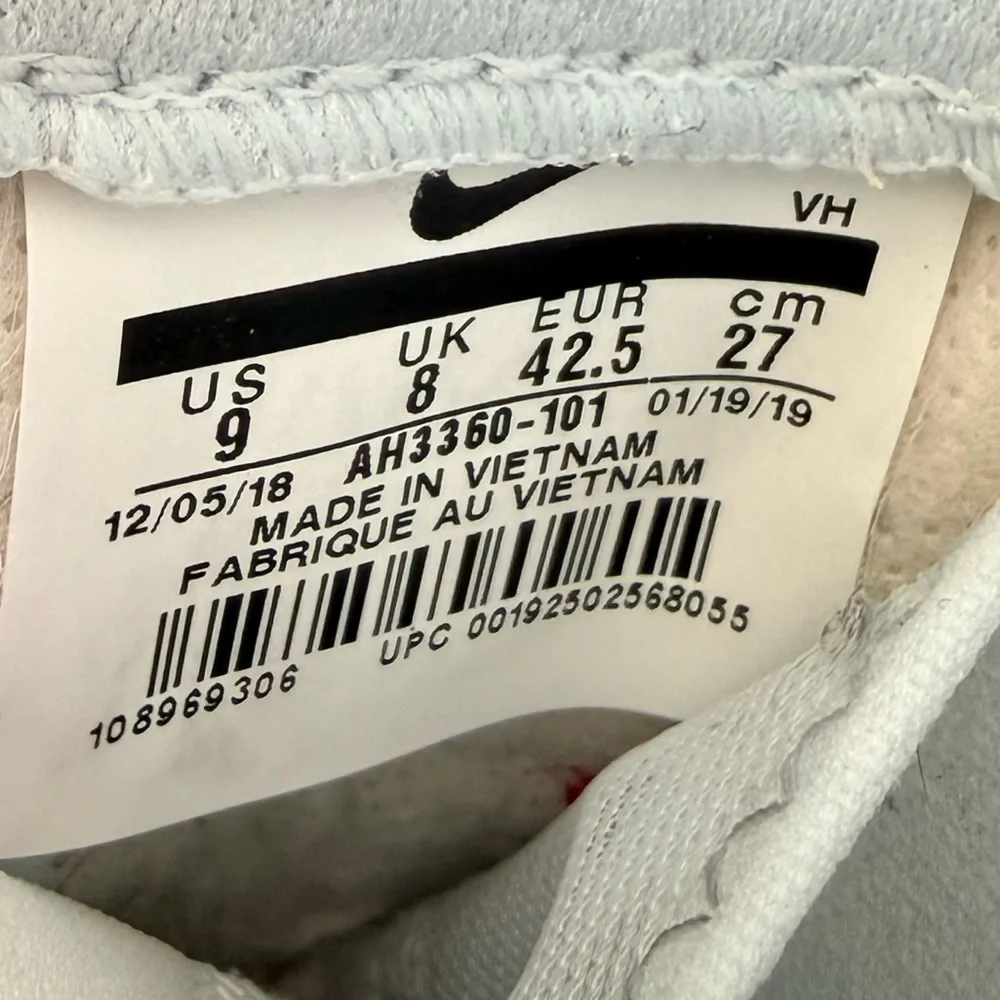 VH
US UK EUR cm
9 8 42.5 27
12/05/18 AH3360-101 01/19/19
MADE IN VIETNAM
FABRIQUE AU VIETNAM
108969306 UPC 00192502568055